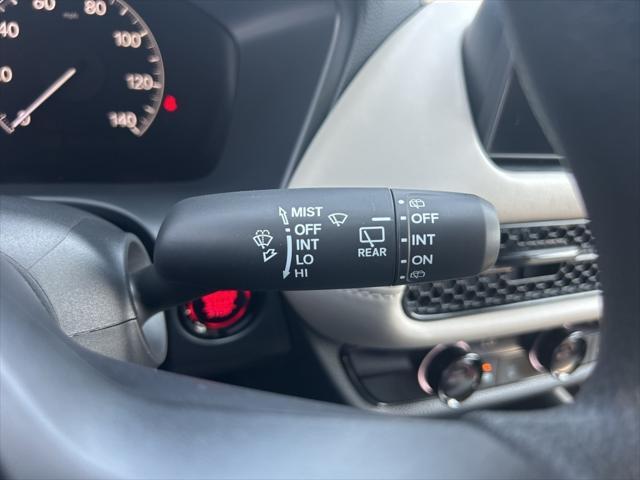 60
80
40
100
120
140
MIST
OFF
INT
LO
HI
REAR
OFF
INT
ON